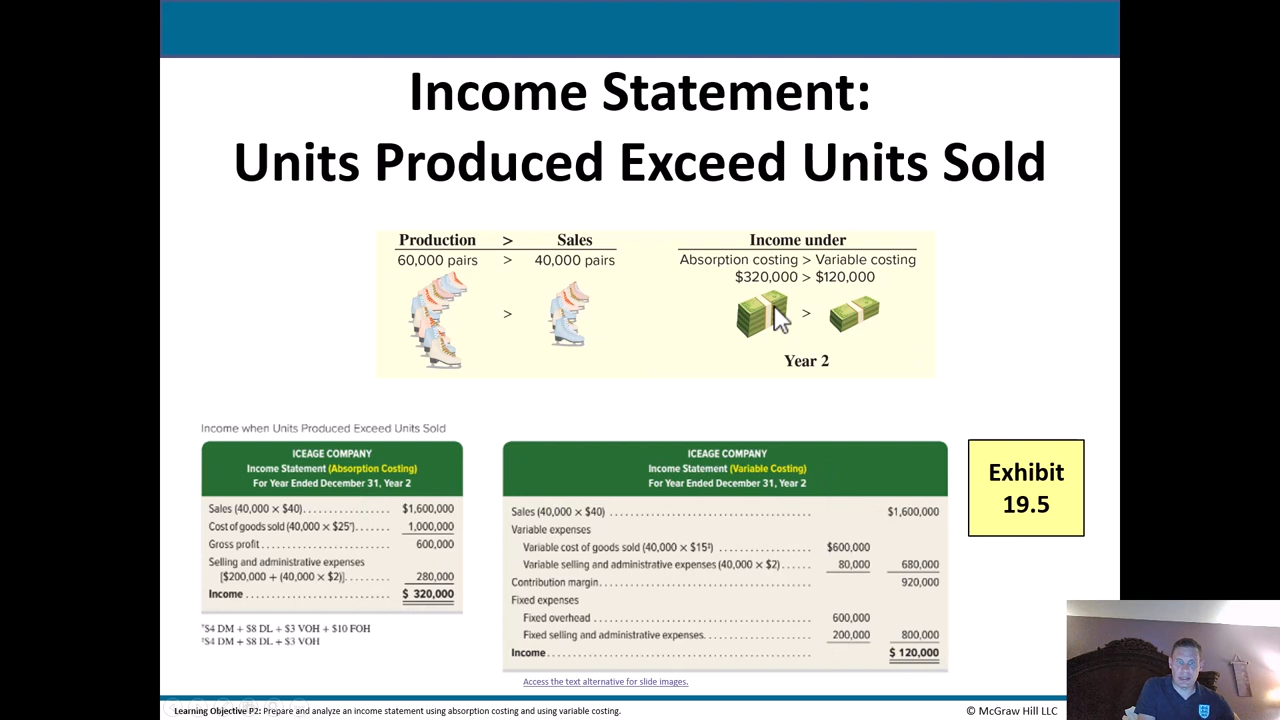 Income Statement:
Units Produced Exceed Units Sold
Production > Sales
60,000 pairs > 40,000 pairs
>
Income under
Absorption costing > Variable costing
$320,000 > $120,000
>
Year 2
Income when Units Produced Exceed Units Sold
ICEAGE COMPANY
Income Statement (Absorption Costing)
For Year Ended December 31, Year 2
Sales (40,000 × $40) $1,600,000
Cost of goods sold (40,000 × $25*) 1,000,000
Gross profit 600,000
Selling and administrative expenses
[$200,000 + (40,000 × $2)] 280,000
Income $ 320,000
*$4 DM + $8 DL + $3 VOH + $10 FOH
†$4 DM + $8 DL + $3 VOH
ICEAGE COMPANY
Income Statement (Variable Costing)
For Year Ended December 31, Year 2
Sales (40,000 × $40) $1,600,000
Variable expenses
Variable cost of goods sold (40,000 × $15†) $600,000
Variable selling and administrative expenses (40,000 × $2) 80,000 680,000
Contribution margin 920,000
Fixed expenses
Fixed overhead 600,000
Fixed selling and administrative expenses 200,000 800,000
Income $ 120,000
Access the text alternative for slide images.
Exhibit
19.5
Learning Objective P2: Prepare and analyze an income statement using absorption costing and using variable costing.
© McGraw Hill LLC